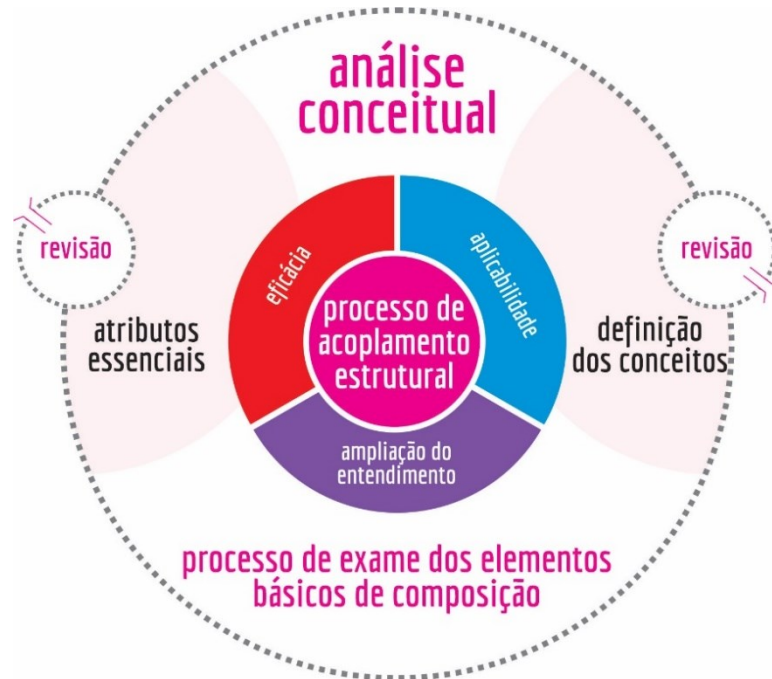 análise
conceitual
revisão
revisão
eficácia
aplicabilidade
processo de
acoplamento
estrutural
atributos
essenciais
definição
dos conceitos
ampliação do
entendimento
processo de exame dos elementos
básicos de composição